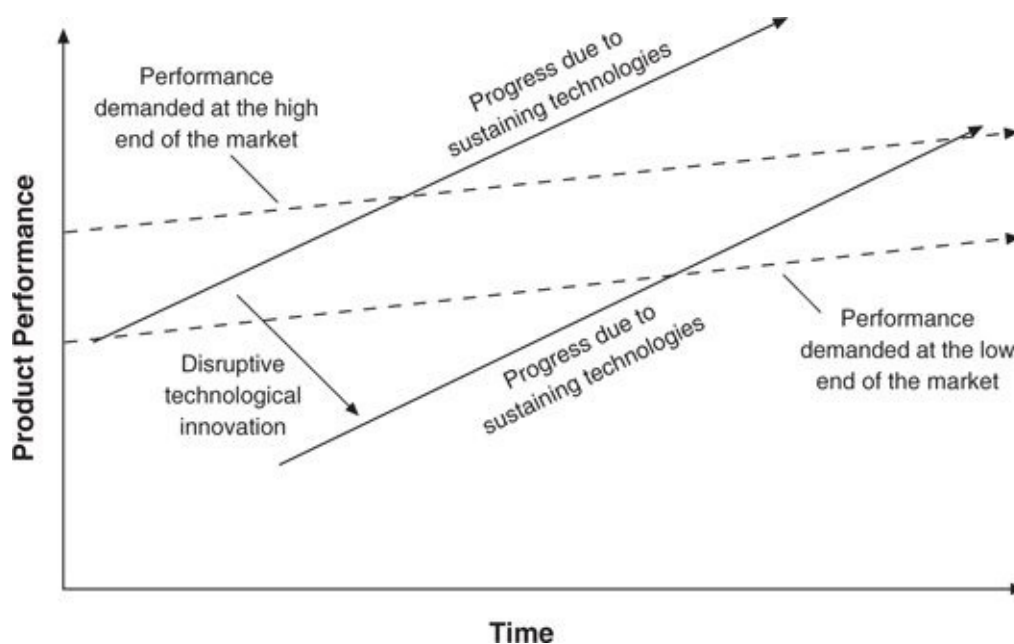 Performance
demanded at the high
end of the market
Progress due to
sustaining technologies
Product Performance
Disruptive
technological
innovation
Progress due to
sustaining technologies
Performance
demanded at the low
end of the market
Time